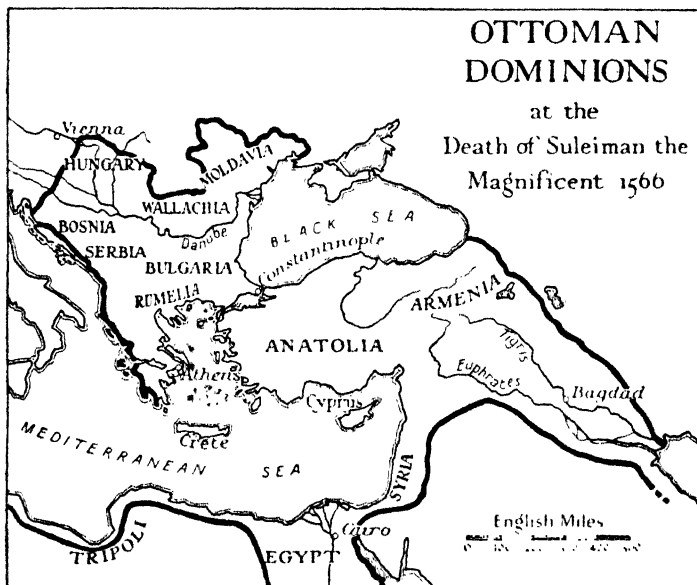 OTTOMAN
DOMINIONS
at the
Death of Suleiman the
Magnificent 1566
Vienna
HUNGARY
MOLDAVIA
WALLACHIA
BOSNIA
SERBIA
Danube
BLACK SEA
BULGARIA
Constantinople
RUMELIA
ARMENIA
ANATOLIA
Tigris
Euphrates
Athens
Bagdad
Cyprus
Crete
MEDITERRANEAN SEA
SYRIA
English Miles
TRIPOLI
EGYPT
Cairo